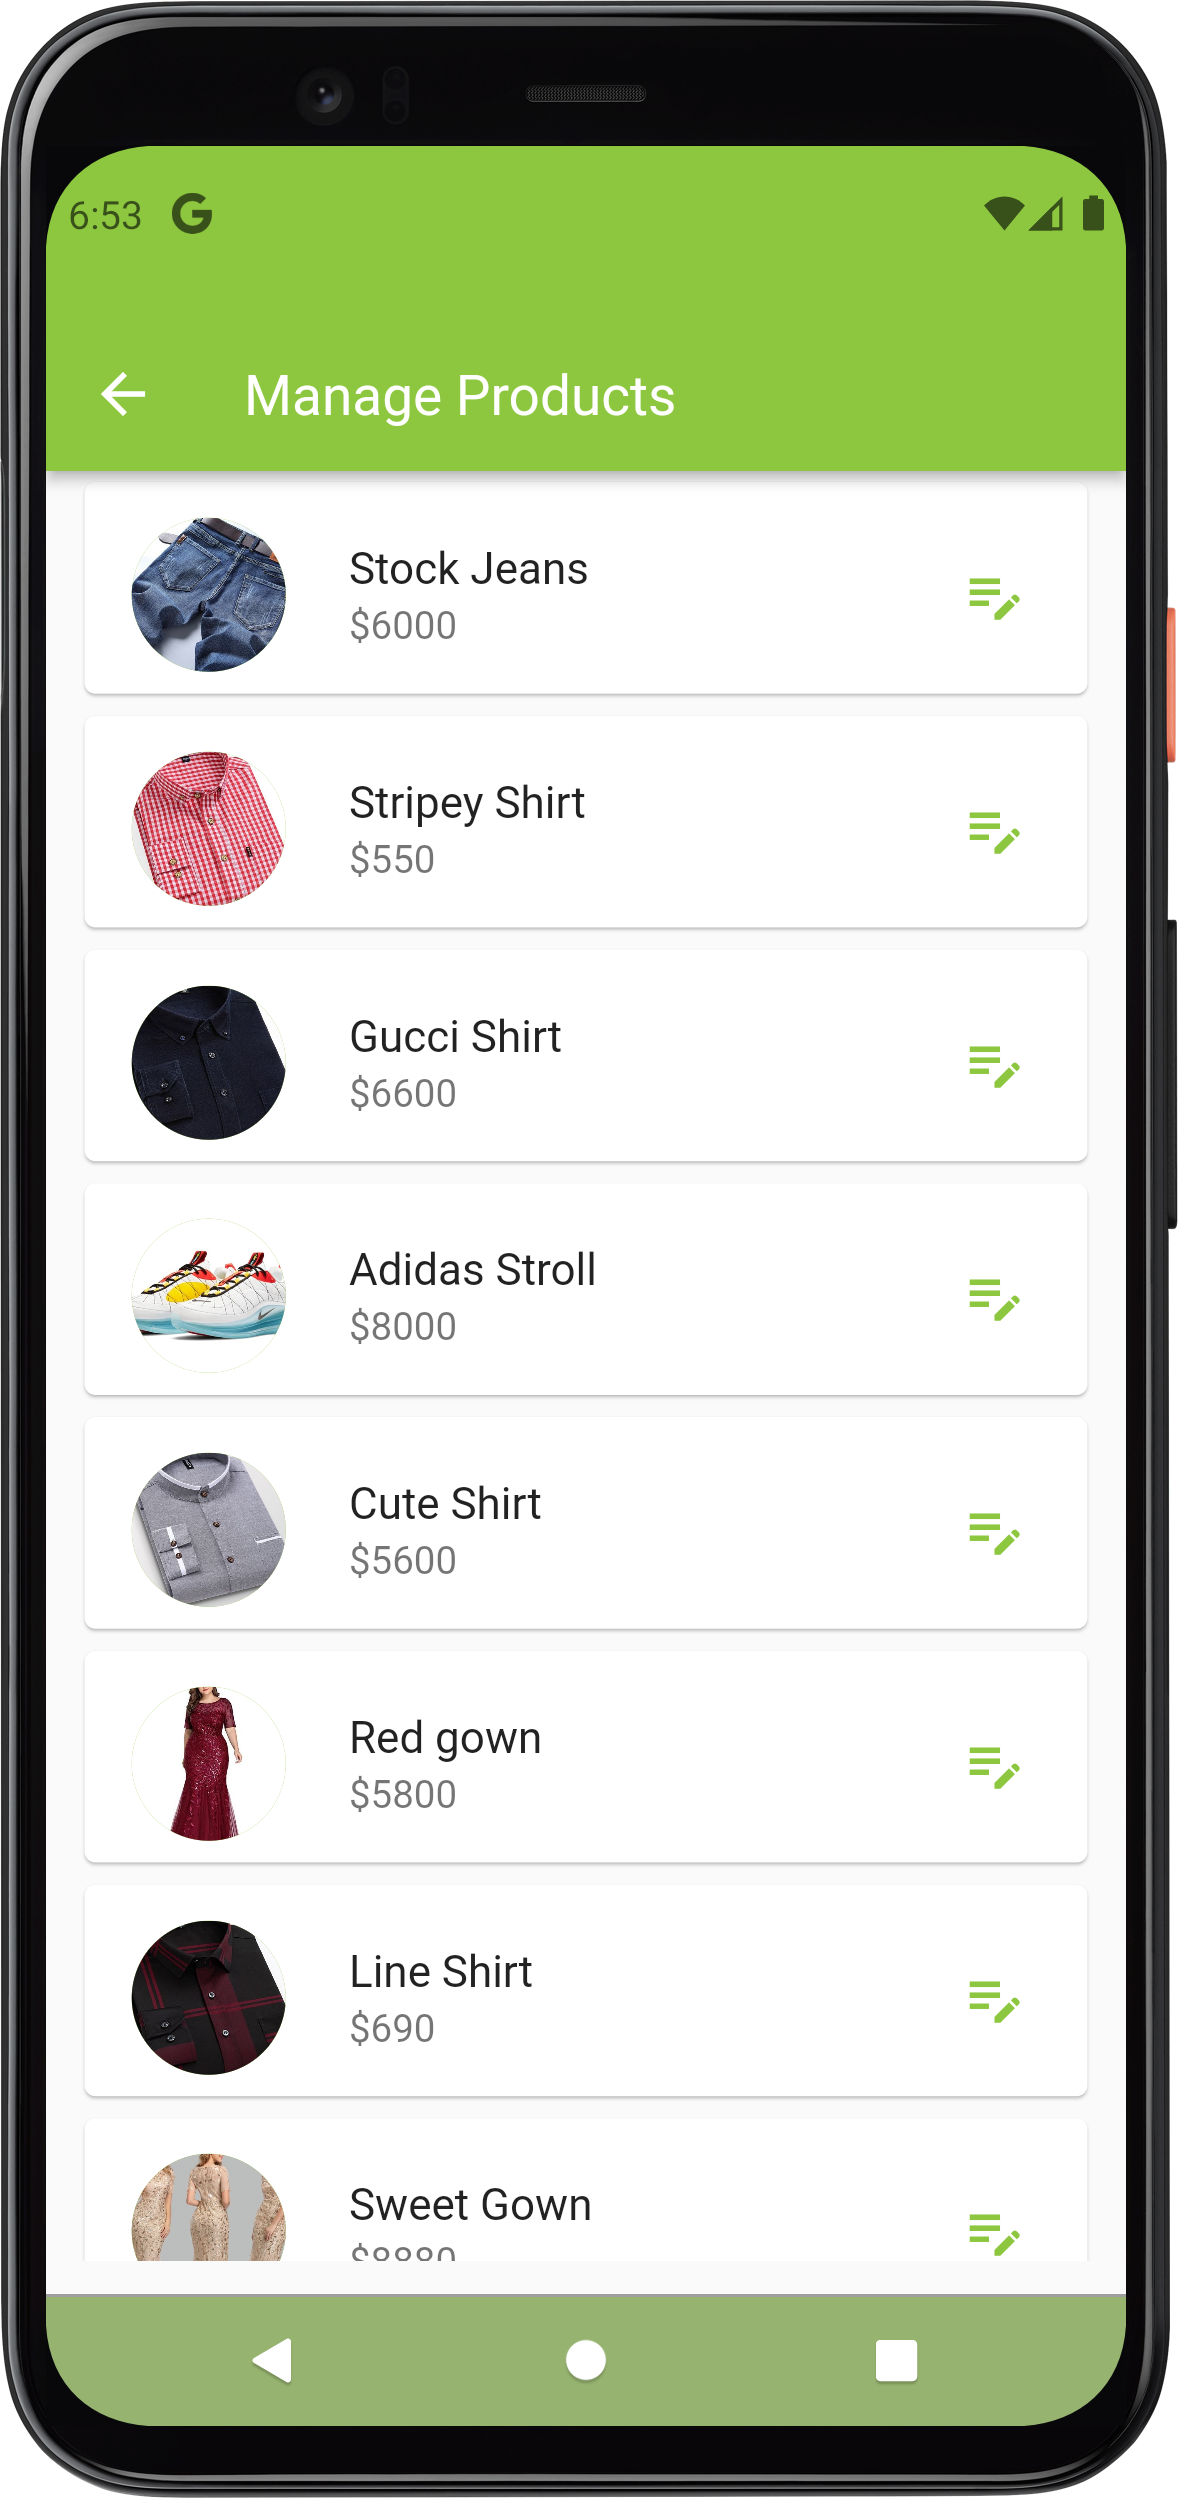 6:53
Manage Products
Stock Jeans
$6000
Stripey Shirt
$550
Gucci Shirt
$6600
Adidas Stroll
$8000
Cute Shirt
$5600
Red gown
$5800
Line Shirt
$690
Sweet Gown
$8880